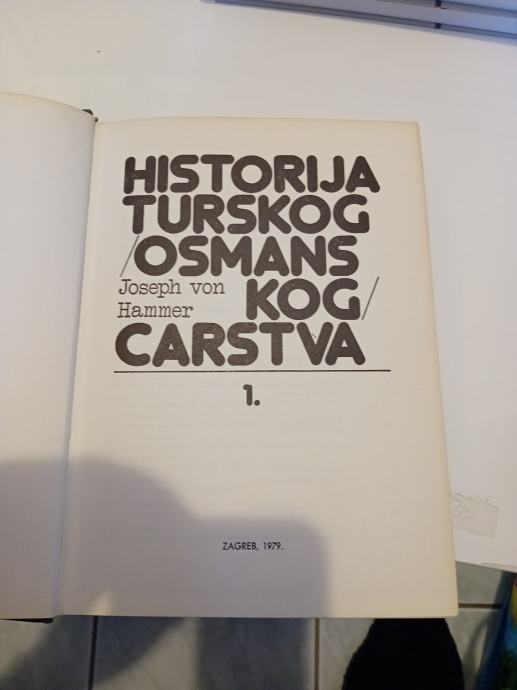 HISTORIJA
TURSKOG
/OSMANS
Joseph von
Hammer
KOG/
CARSTVA
1.
ZAGREB, 1979.